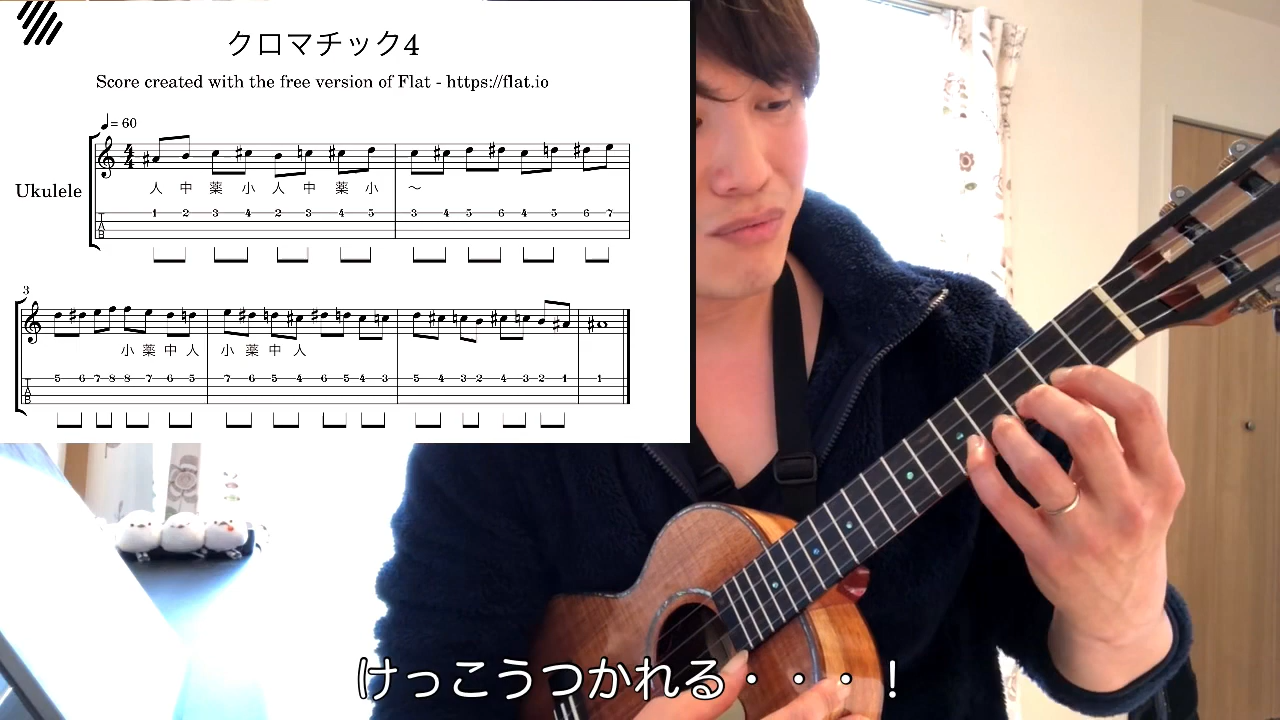 クロマチック4
Score created with the free version of Flat - https://flat.io
♩= 60
Ukulele
4
4
人 中 薬 小 人 中 薬 小 〜
1 2 3 4 2 3 4 5 3 4 5 6 4 5 6 7
3
小 薬 中 人 小 薬 中 人
5 6 7 8 8 7 6 5 7 6 5 4 6 5 4 3 5 4 3 2 4 3 2 1 1
けっこうつかれる・・・！